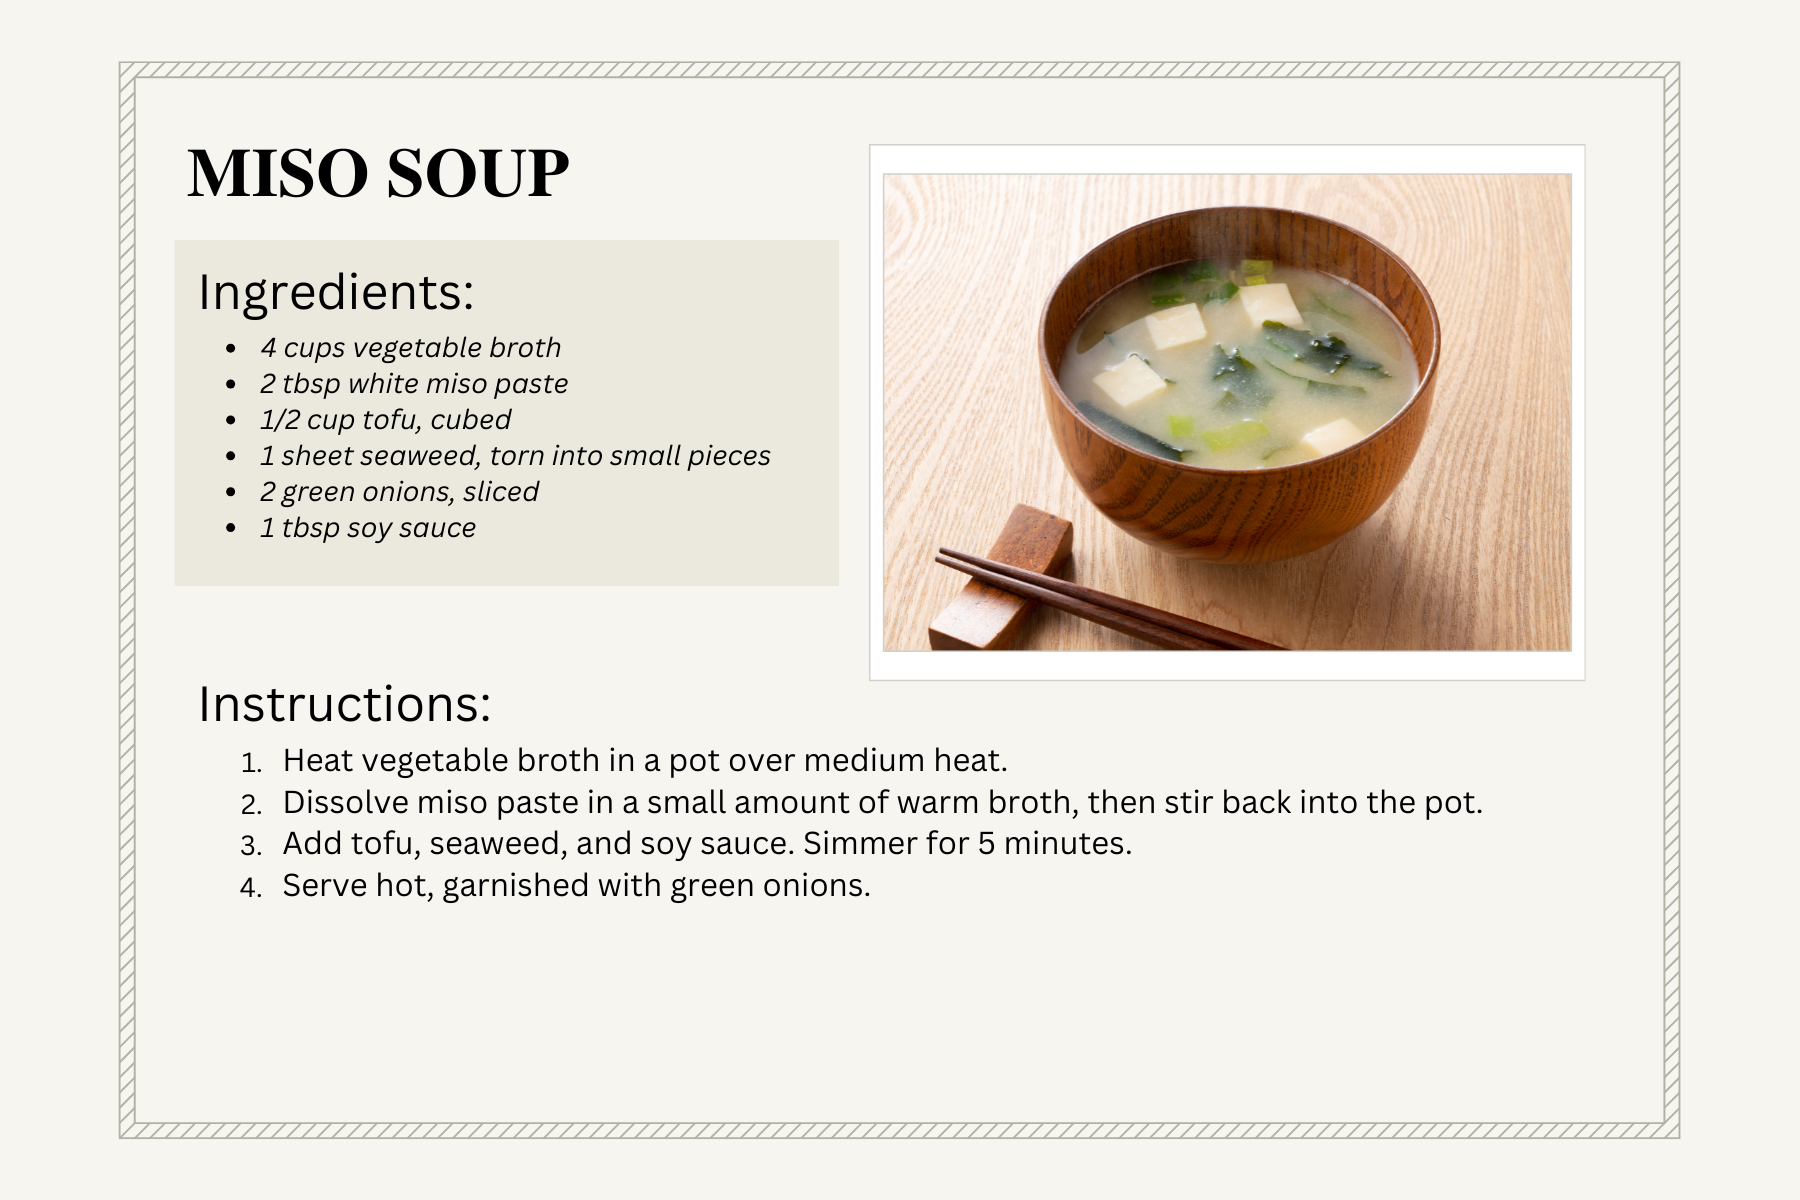 MISO SOUP
Ingredients:
4 cups vegetable broth
2 tbsp white miso paste
1/2 cup tofu, cubed
1 sheet seaweed, torn into small pieces
2 green onions, sliced
1 tbsp soy sauce
Instructions:
1. Heat vegetable broth in a pot over medium heat.
2. Dissolve miso paste in a small amount of warm broth, then stir back into the pot.
3. Add tofu, seaweed, and soy sauce. Simmer for 5 minutes.
4. Serve hot, garnished with green onions.